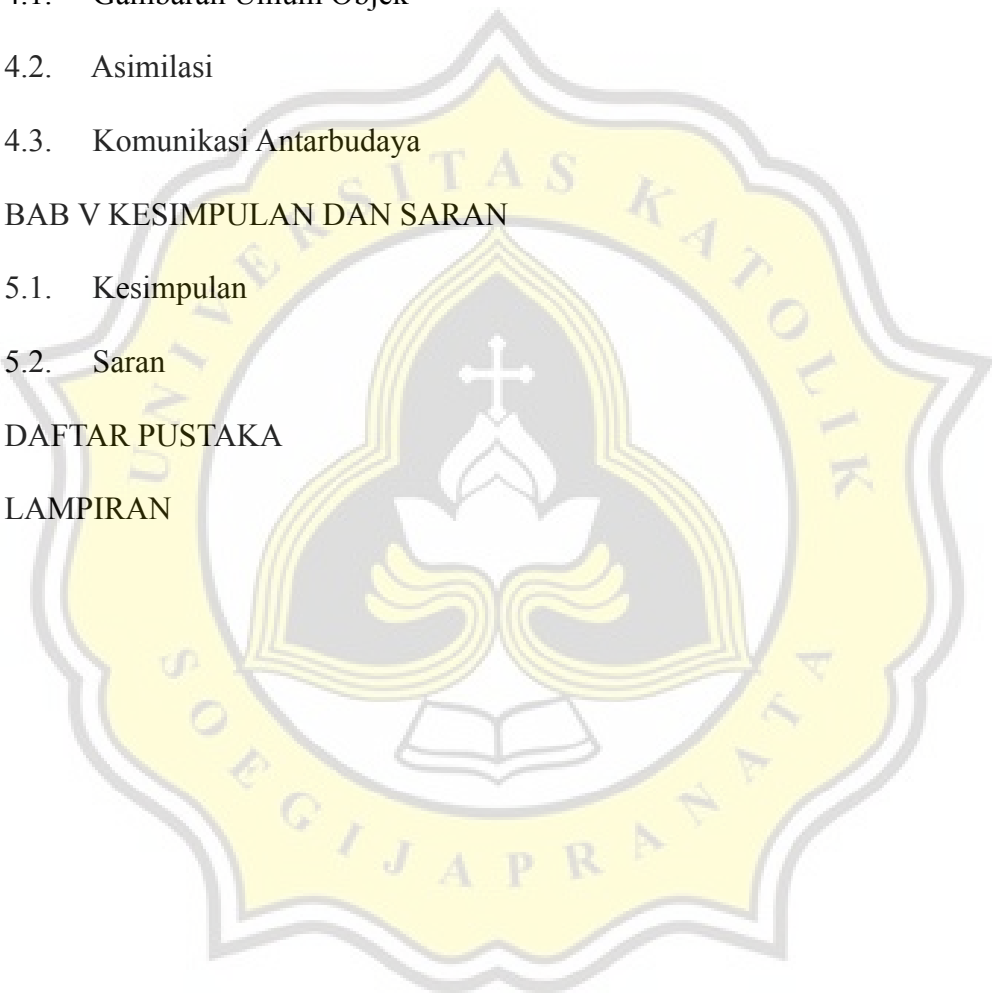 4.1. Gambaran Umum Objek
4.2. Asimilasi
4.3. Komunikasi Antarbudaya
BAB V KESIMPULAN DAN SARAN
5.1. Kesimpulan
5.2. Saran
DAFTAR PUSTAKA
LAMPIRAN
UNIVERSITAS KATOLIK
SOEGIJAPRANATA